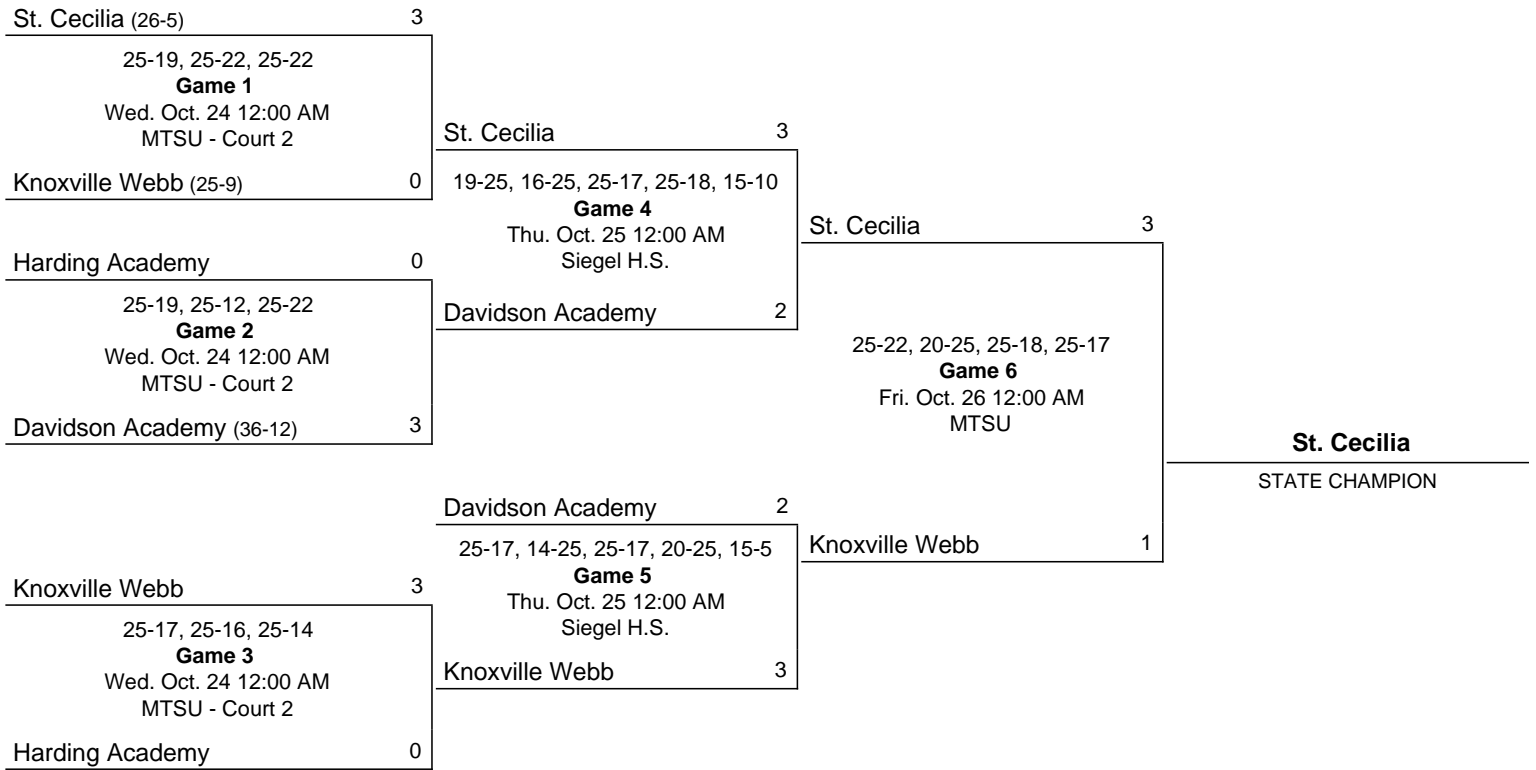 St. Cecilia (26-5) 3
25-19, 25-22, 25-22
Game 1
Wed. Oct. 24 12:00 AM
MTSU - Court 2
Knoxville Webb (25-9) 0
Harding Academy 0
25-19, 25-12, 25-22
Game 2
Wed. Oct. 24 12:00 AM
MTSU - Court 2
Davidson Academy (36-12) 3
Knoxville Webb 3
25-17, 25-16, 25-14
Game 3
Wed. Oct. 24 12:00 AM
MTSU - Court 2
Harding Academy 0
St. Cecilia 3
19-25, 16-25, 25-17, 25-18, 15-10
Game 4
Thu. Oct. 25 12:00 AM
Siegel H.S.
Davidson Academy 2
Davidson Academy 2
25-17, 14-25, 25-17, 20-25, 15-5
Game 5
Thu. Oct. 25 12:00 AM
Siegel H.S.
Knoxville Webb 3
St. Cecilia 3
25-22, 20-25, 25-18, 25-17
Game 6
Fri. Oct. 26 12:00 AM
MTSU
Knoxville Webb 1
St. Cecilia
STATE CHAMPION